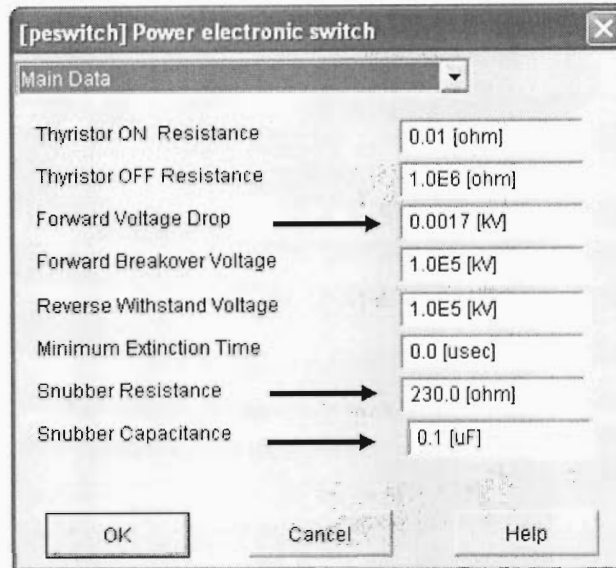 [peswitch] Power electronic switch
Main Data
Thyristor ON Resistance 0.01 [ohm]
Thyristor OFF Resistance 1.0E6 [ohm]
Forward Voltage Drop 0.0017 [kV]
Forward Breakover Voltage 1.0E5 [kV]
Reverse Withstand Voltage 1.0E5 [kV]
Minimum Extinction Time 0.0 [usec]
Snubber Resistance 230.0 [ohm]
Snubber Capacitance 0.1 [uF]
OK Cancel Help